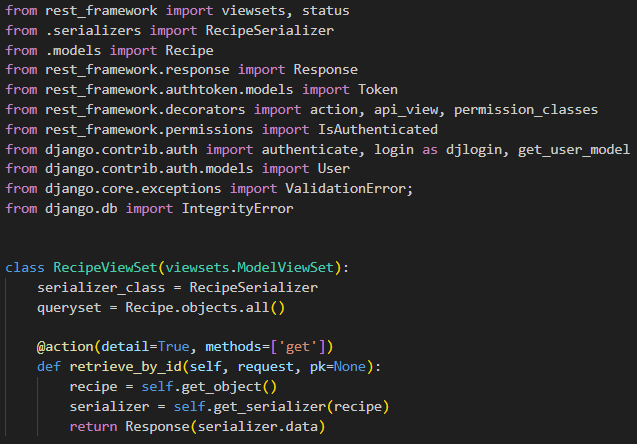 from rest_framework import viewsets, status
from .serializers import RecipeSerializer
from .models import Recipe
from rest_framework.response import Response
from rest_framework.authtoken.models import Token
from rest_framework.decorators import action, api_view, permission_classes
from rest_framework.permissions import IsAuthenticated
from django.contrib.auth import authenticate, login as djlogin, get_user_model
from django.contrib.auth.models import User
from django.core.exceptions import ValidationError;
from django.db import IntegrityError
class RecipeViewSet(viewsets.ModelViewSet):
    serializer_class = RecipeSerializer
    queryset = Recipe.objects.all()
    @action(detail=True, methods=['get'])
    def retrieve_by_id(self, request, pk=None):
        recipe = self.get_object()
        serializer = self.get_serializer(recipe)
        return Response(serializer.data)